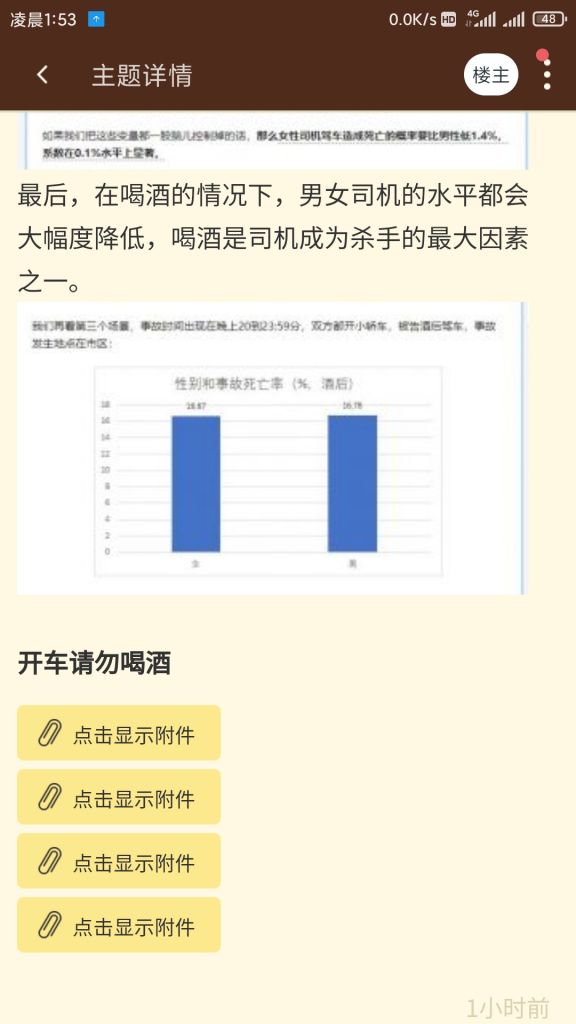 凌晨1:53
0.0K/s HD 4G 48
主题详情
楼主
如果我们把这些变量都一股脑儿控制掉的话，那么女性司机驾车造成死亡的概率要比男性低1.4%，
系数在0.1%水平上显著。
最后，在喝酒的情况下，男女司机的水平都会
大幅度降低，喝酒是司机成为杀手的最大因素
之一。
我们再看第三个场景，事故时间出现在晚上20到23:59分，双方都开小轿车，被告酒后驾车，事故
发生地点在市区：
性别和事故死亡率（%，酒后）
18
16.67
16.76
16
14
12
10
8
6
4
2
0
女
男
开车请勿喝酒
点击显示附件
点击显示附件
点击显示附件
点击显示附件
1小时前